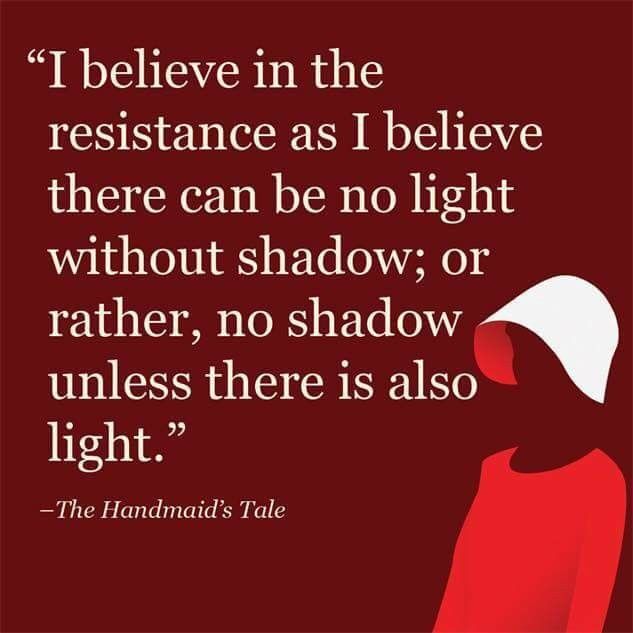 “I believe in the
resistance as I believe
there can be no light
without shadow; or
rather, no shadow
unless there is also
light.”
–The Handmaid’s Tale